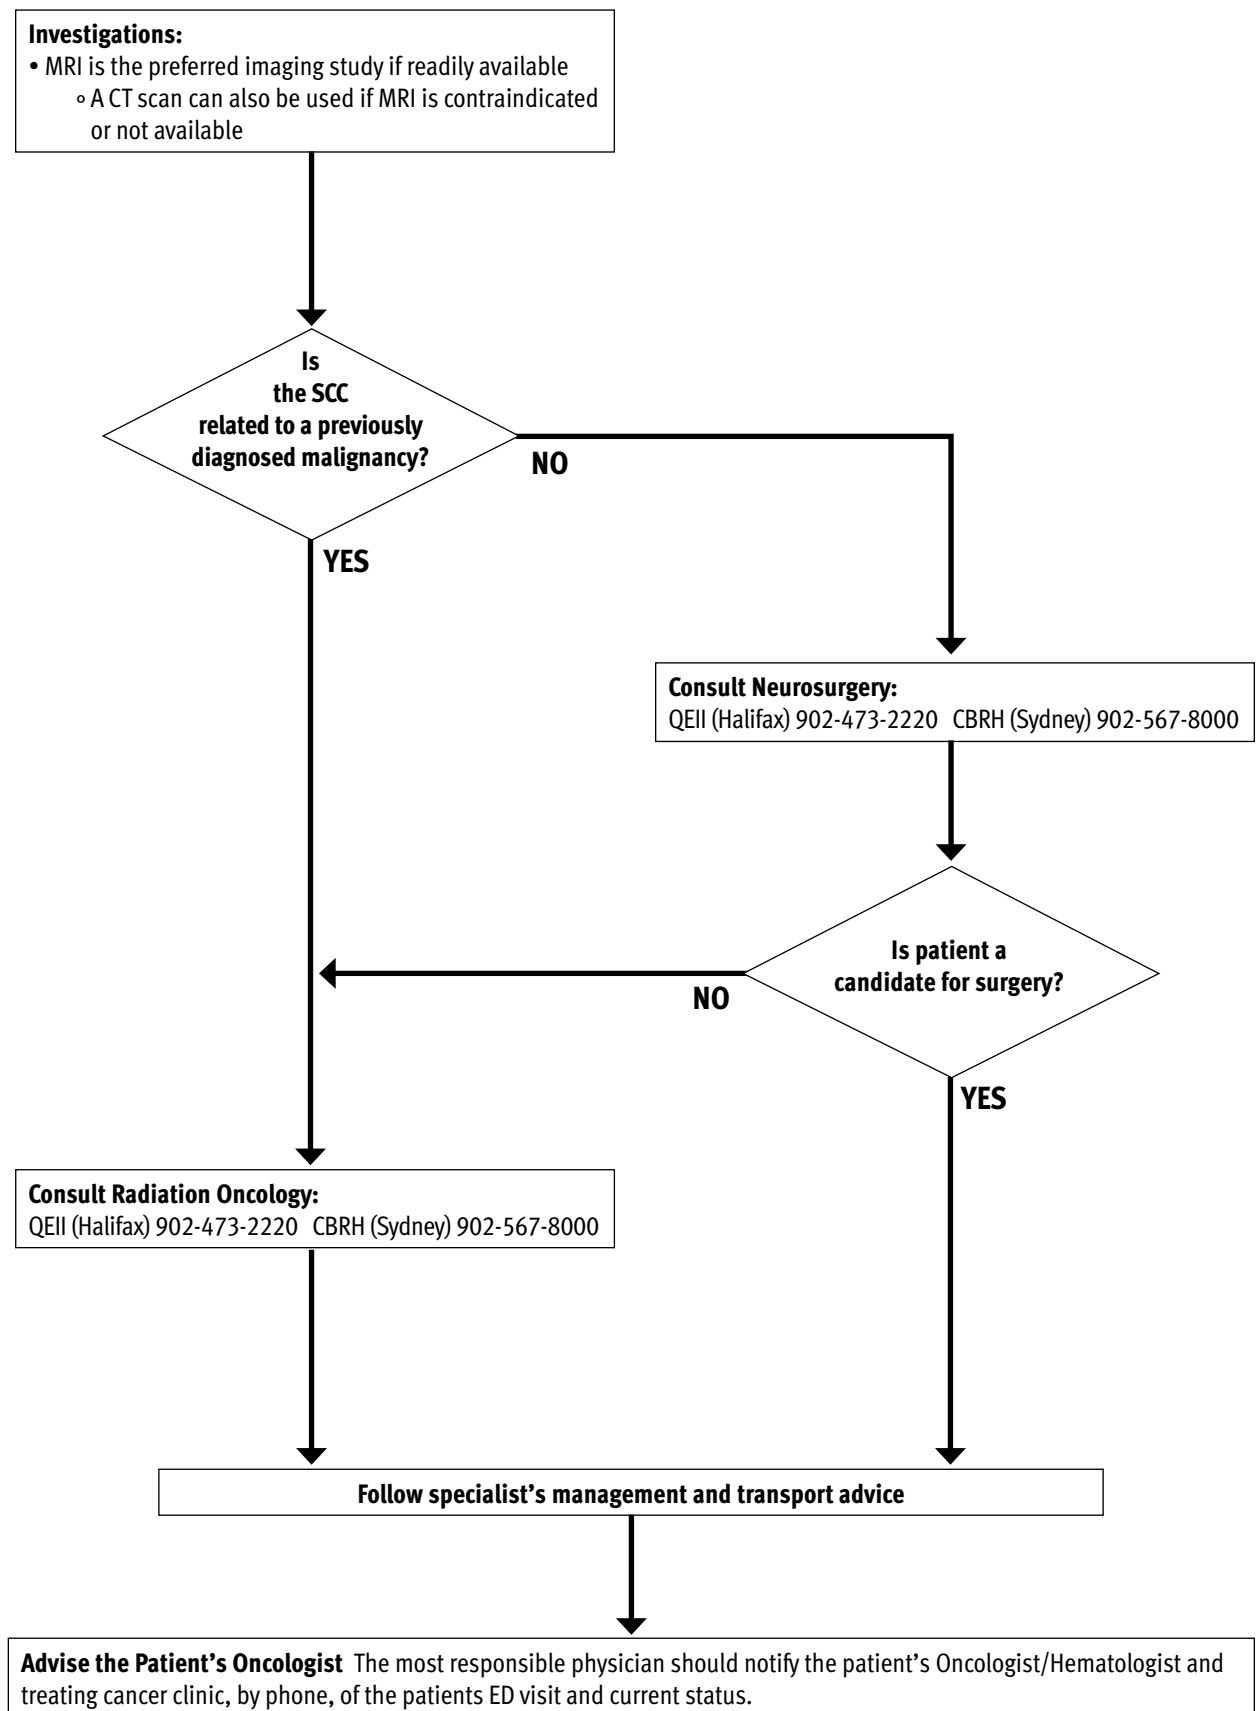 Investigations:
• MRI is the preferred imaging study if readily available
o A CT scan can also be used if MRI is contraindicated
or not available
Is
the SCC
related to a previously
diagnosed malignancy?
NO
YES
Consult Neurosurgery:
QEII (Halifax) 902-473-2220 CBRH (Sydney) 902-567-8000
Is patient a
candidate for surgery?
NO
YES
Consult Radiation Oncology:
QEII (Halifax) 902-473-2220 CBRH (Sydney) 902-567-8000
Follow specialist's management and transport advice
Advise the Patient's Oncologist The most responsible physician should notify the patient's Oncologist/Hematologist and
treating cancer clinic, by phone, of the patients ED visit and current status.